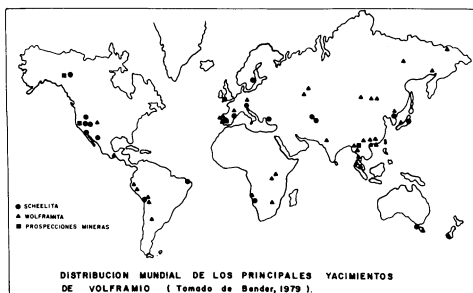 SCHEELITA
WOLFRAMITA
PROSPECCIONES MINERAS
DISTRIBUCION MUNDIAL DE LOS PRINCIPALES YACIMIENTOS
DE VOLFRAMIO ( Tomado de Bender, 1979 ).